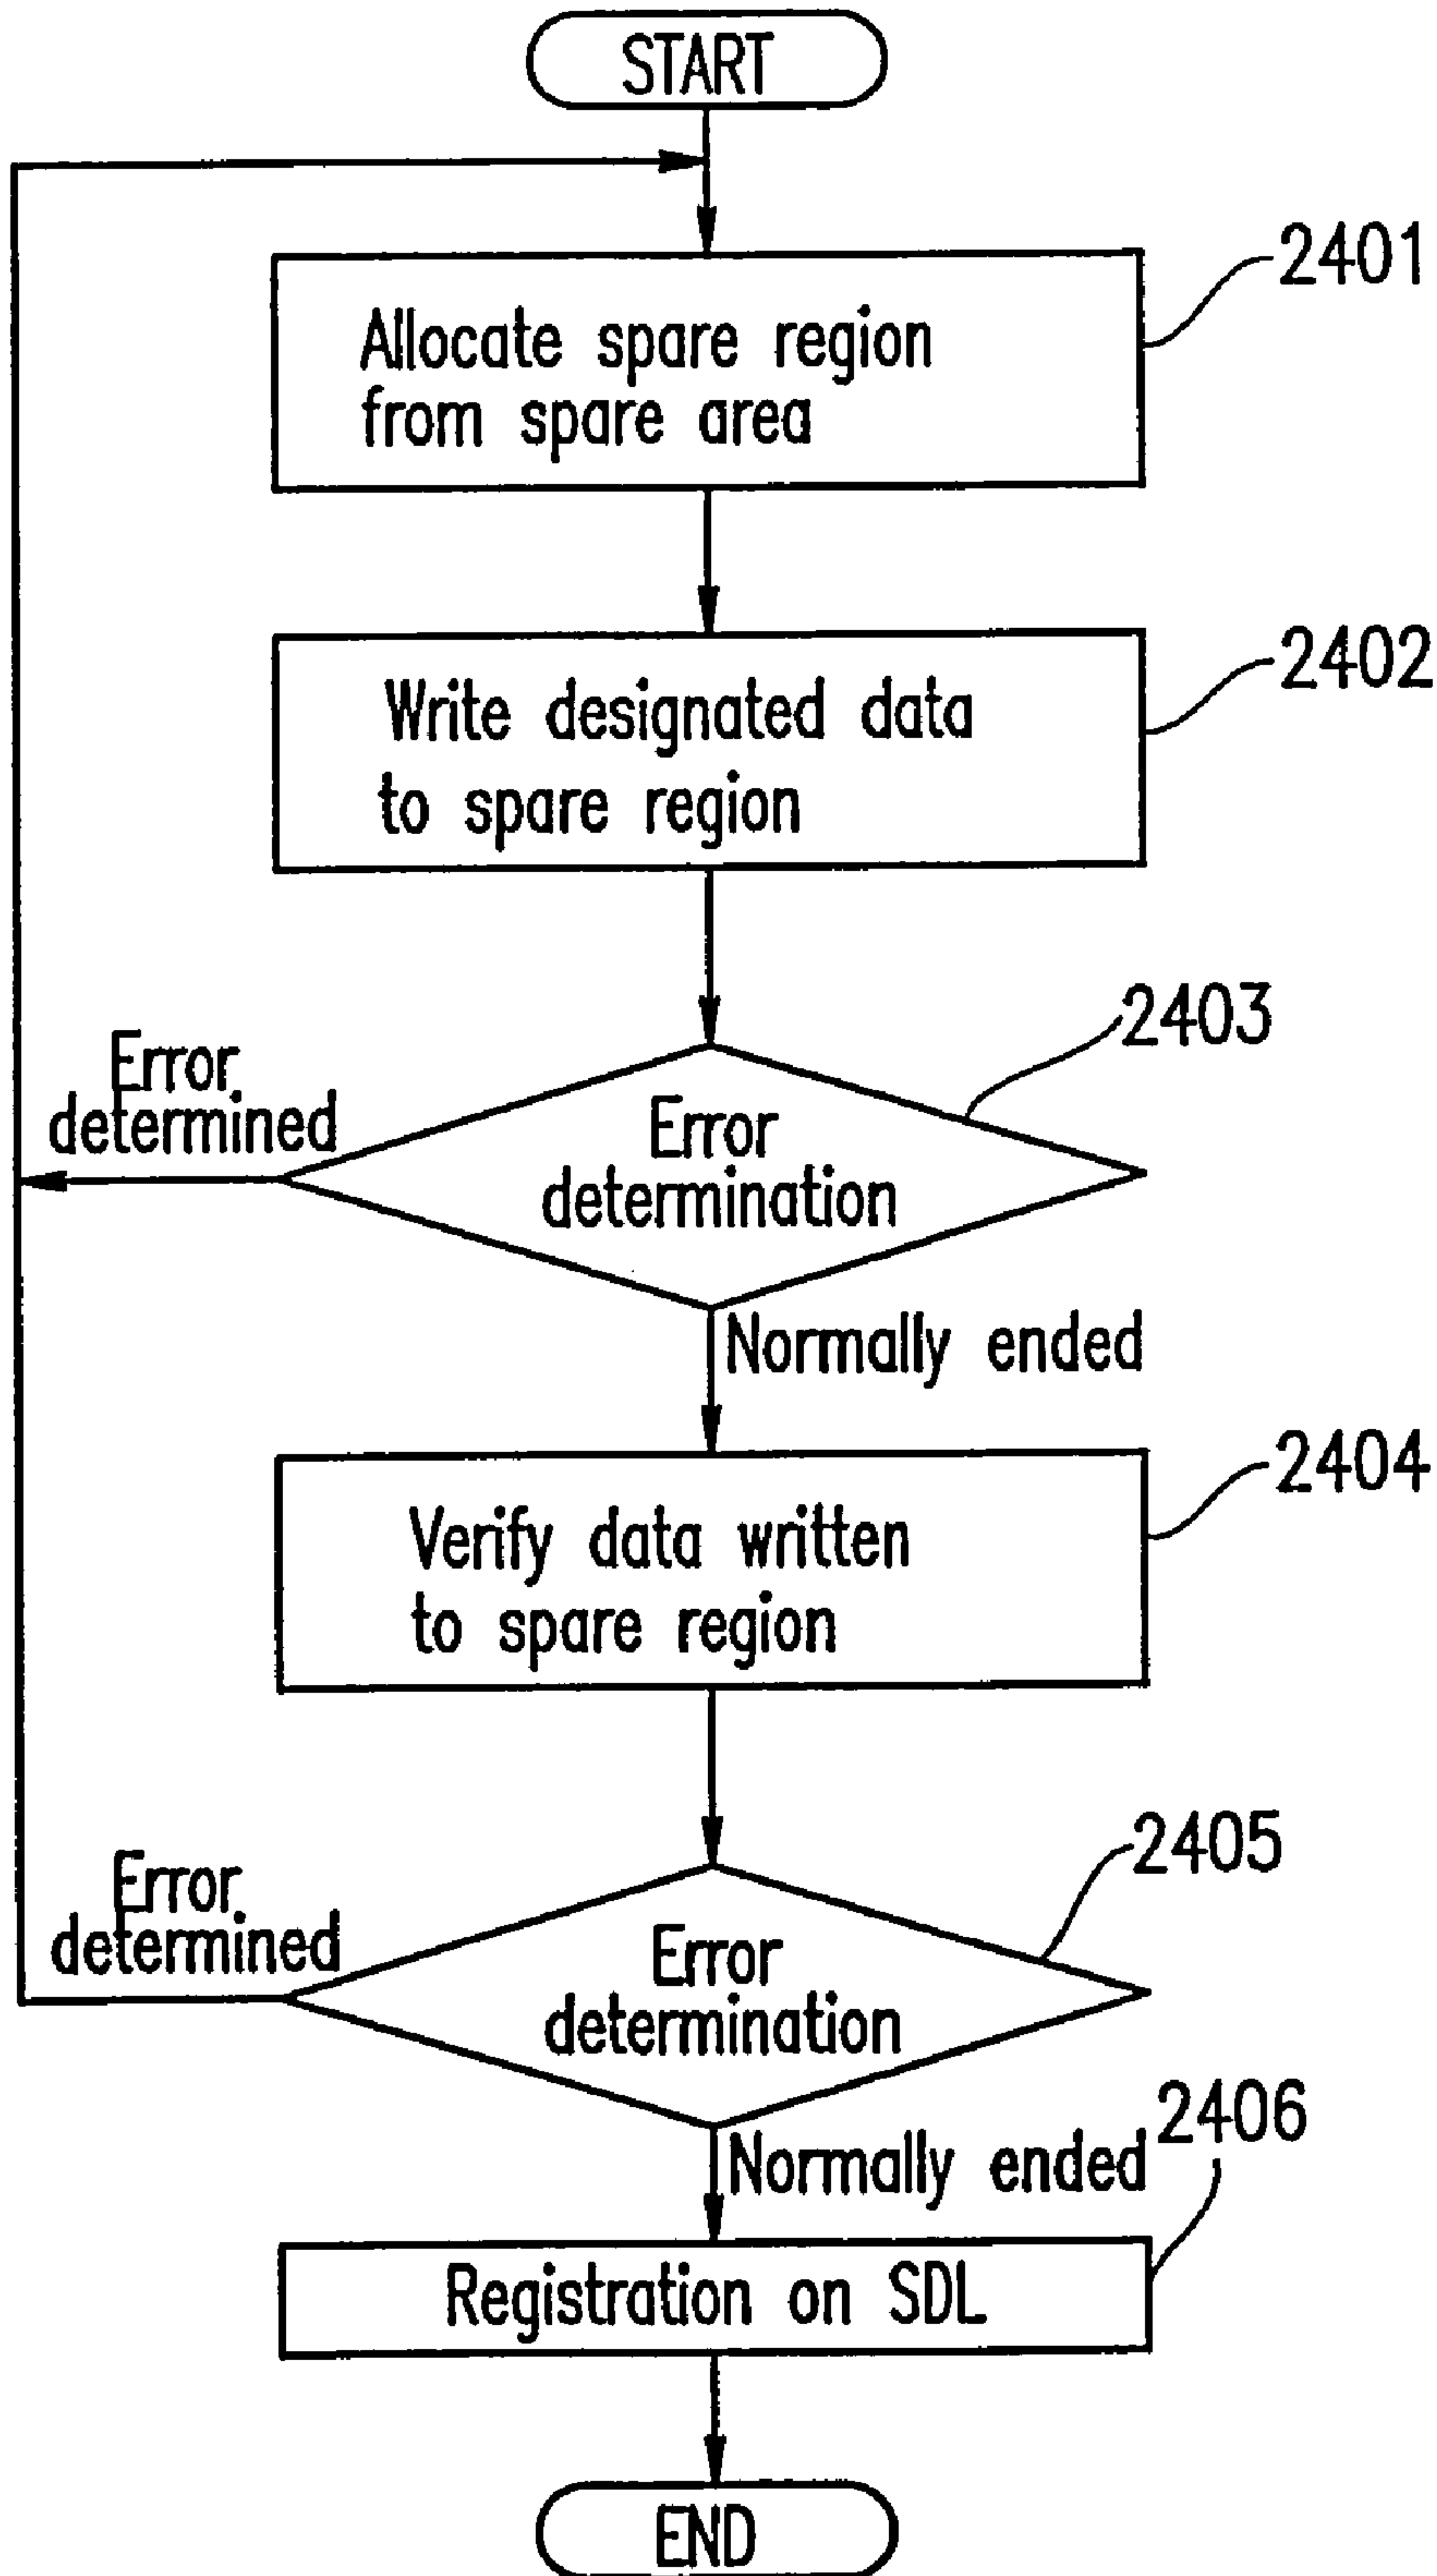 START
2401
Allocate spare region
from spare area
2402
Write designated data
to spare region
2403
Error
determined
Error
determination
Normally ended
2404
Verify data written
to spare region
2405
Error
determined
Error
determination
2406
Normally ended
Registration on SDL
END